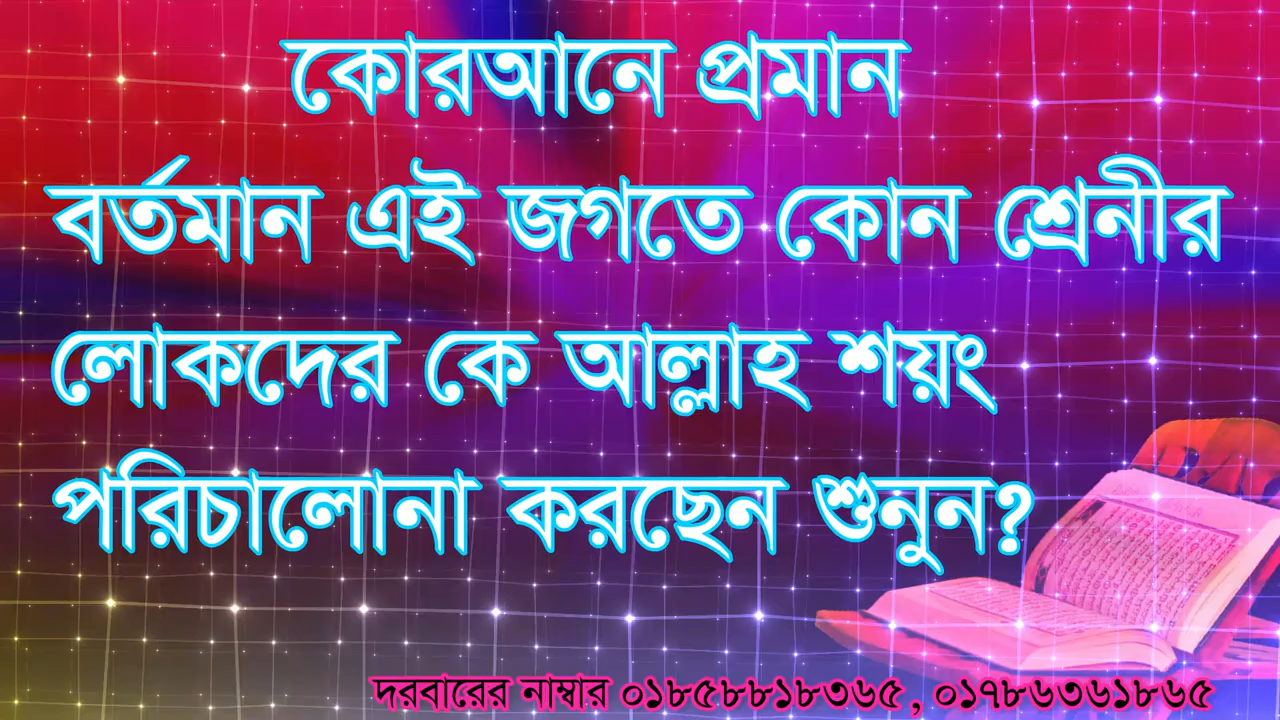 কোরআনে প্রমান
বর্তমান এই জগতে কোন শ্রেনীর
লোকদের কে আল্লাহ শয়ং
পরিচালোনা করছেন শুনুন?
দরবারের নাম্বার ০১৮৫৮৮১৮৩৬৫, ০১৭৮৬৩৬১৮৬৫